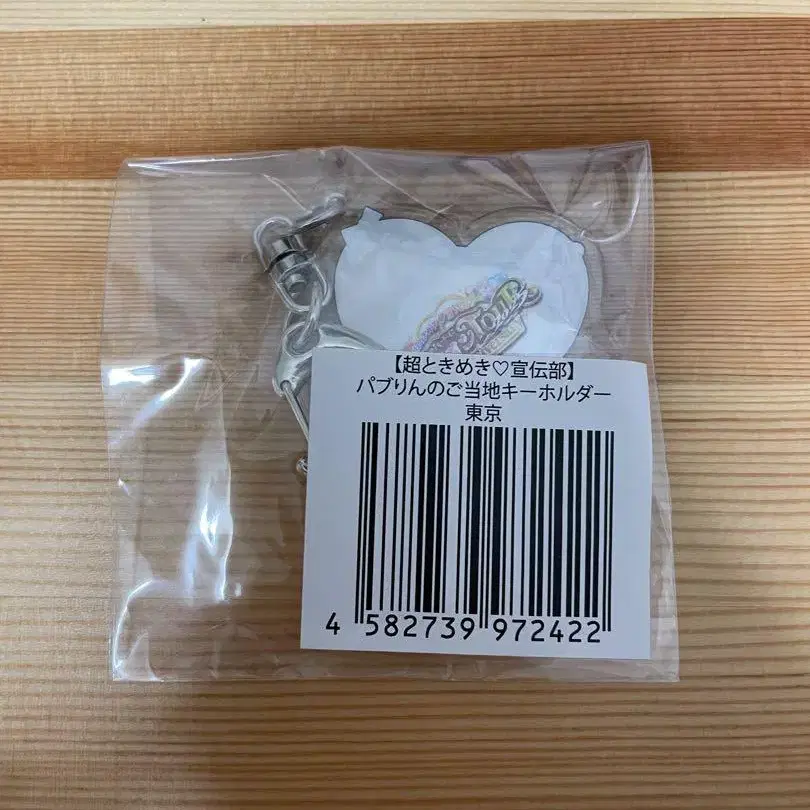 Tour
【超ときめき♡宣伝部】
パブりんのご当地キーホルダー
東京
4 582739 972422